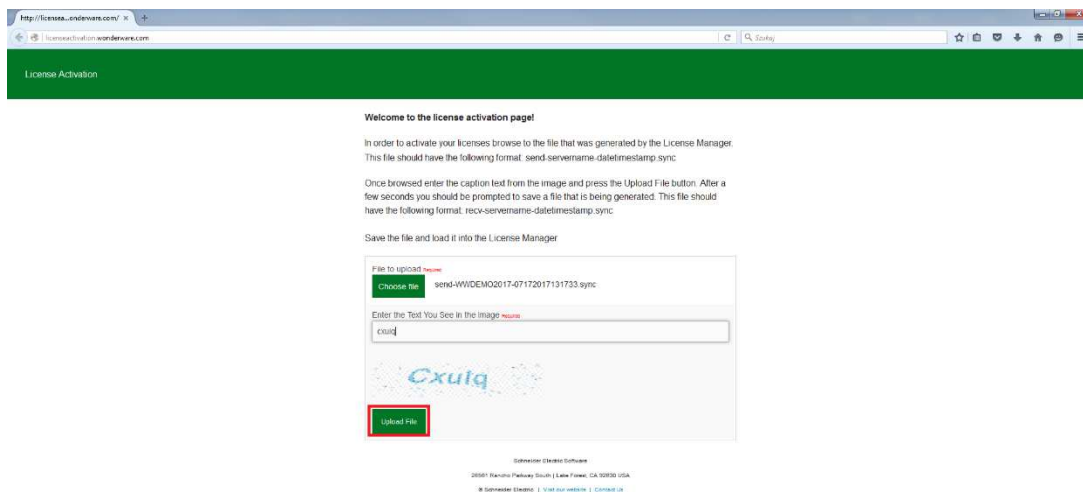 http://licensea...onderware.com/
licenseactivation.wonderware.com
Szukaj
License Activation
Welcome to the license activation page!
In order to activate your licenses browse to the file that was generated by the License Manager.
This file should have the following format: send-servername-datetimestamp.sync
Once browsed enter the caption text from the image and press the Upload File button. After a
few seconds you should be prompted to save a file that is being generated. This file should
have the following format: recv-servername-datetimestamp.sync
Save the file and load it into the License Manager
File to upload Required
Choose file send-WWDEMO2017-07172017131733.sync
Enter the Text You See in the Image Required
cxulq
Cxulq
Upload File
Schneider Electric Software
26561 Rancho Parkway South | Lake Forest, CA 92630 USA
© Schneider Electric | Visit our website | Contact Us